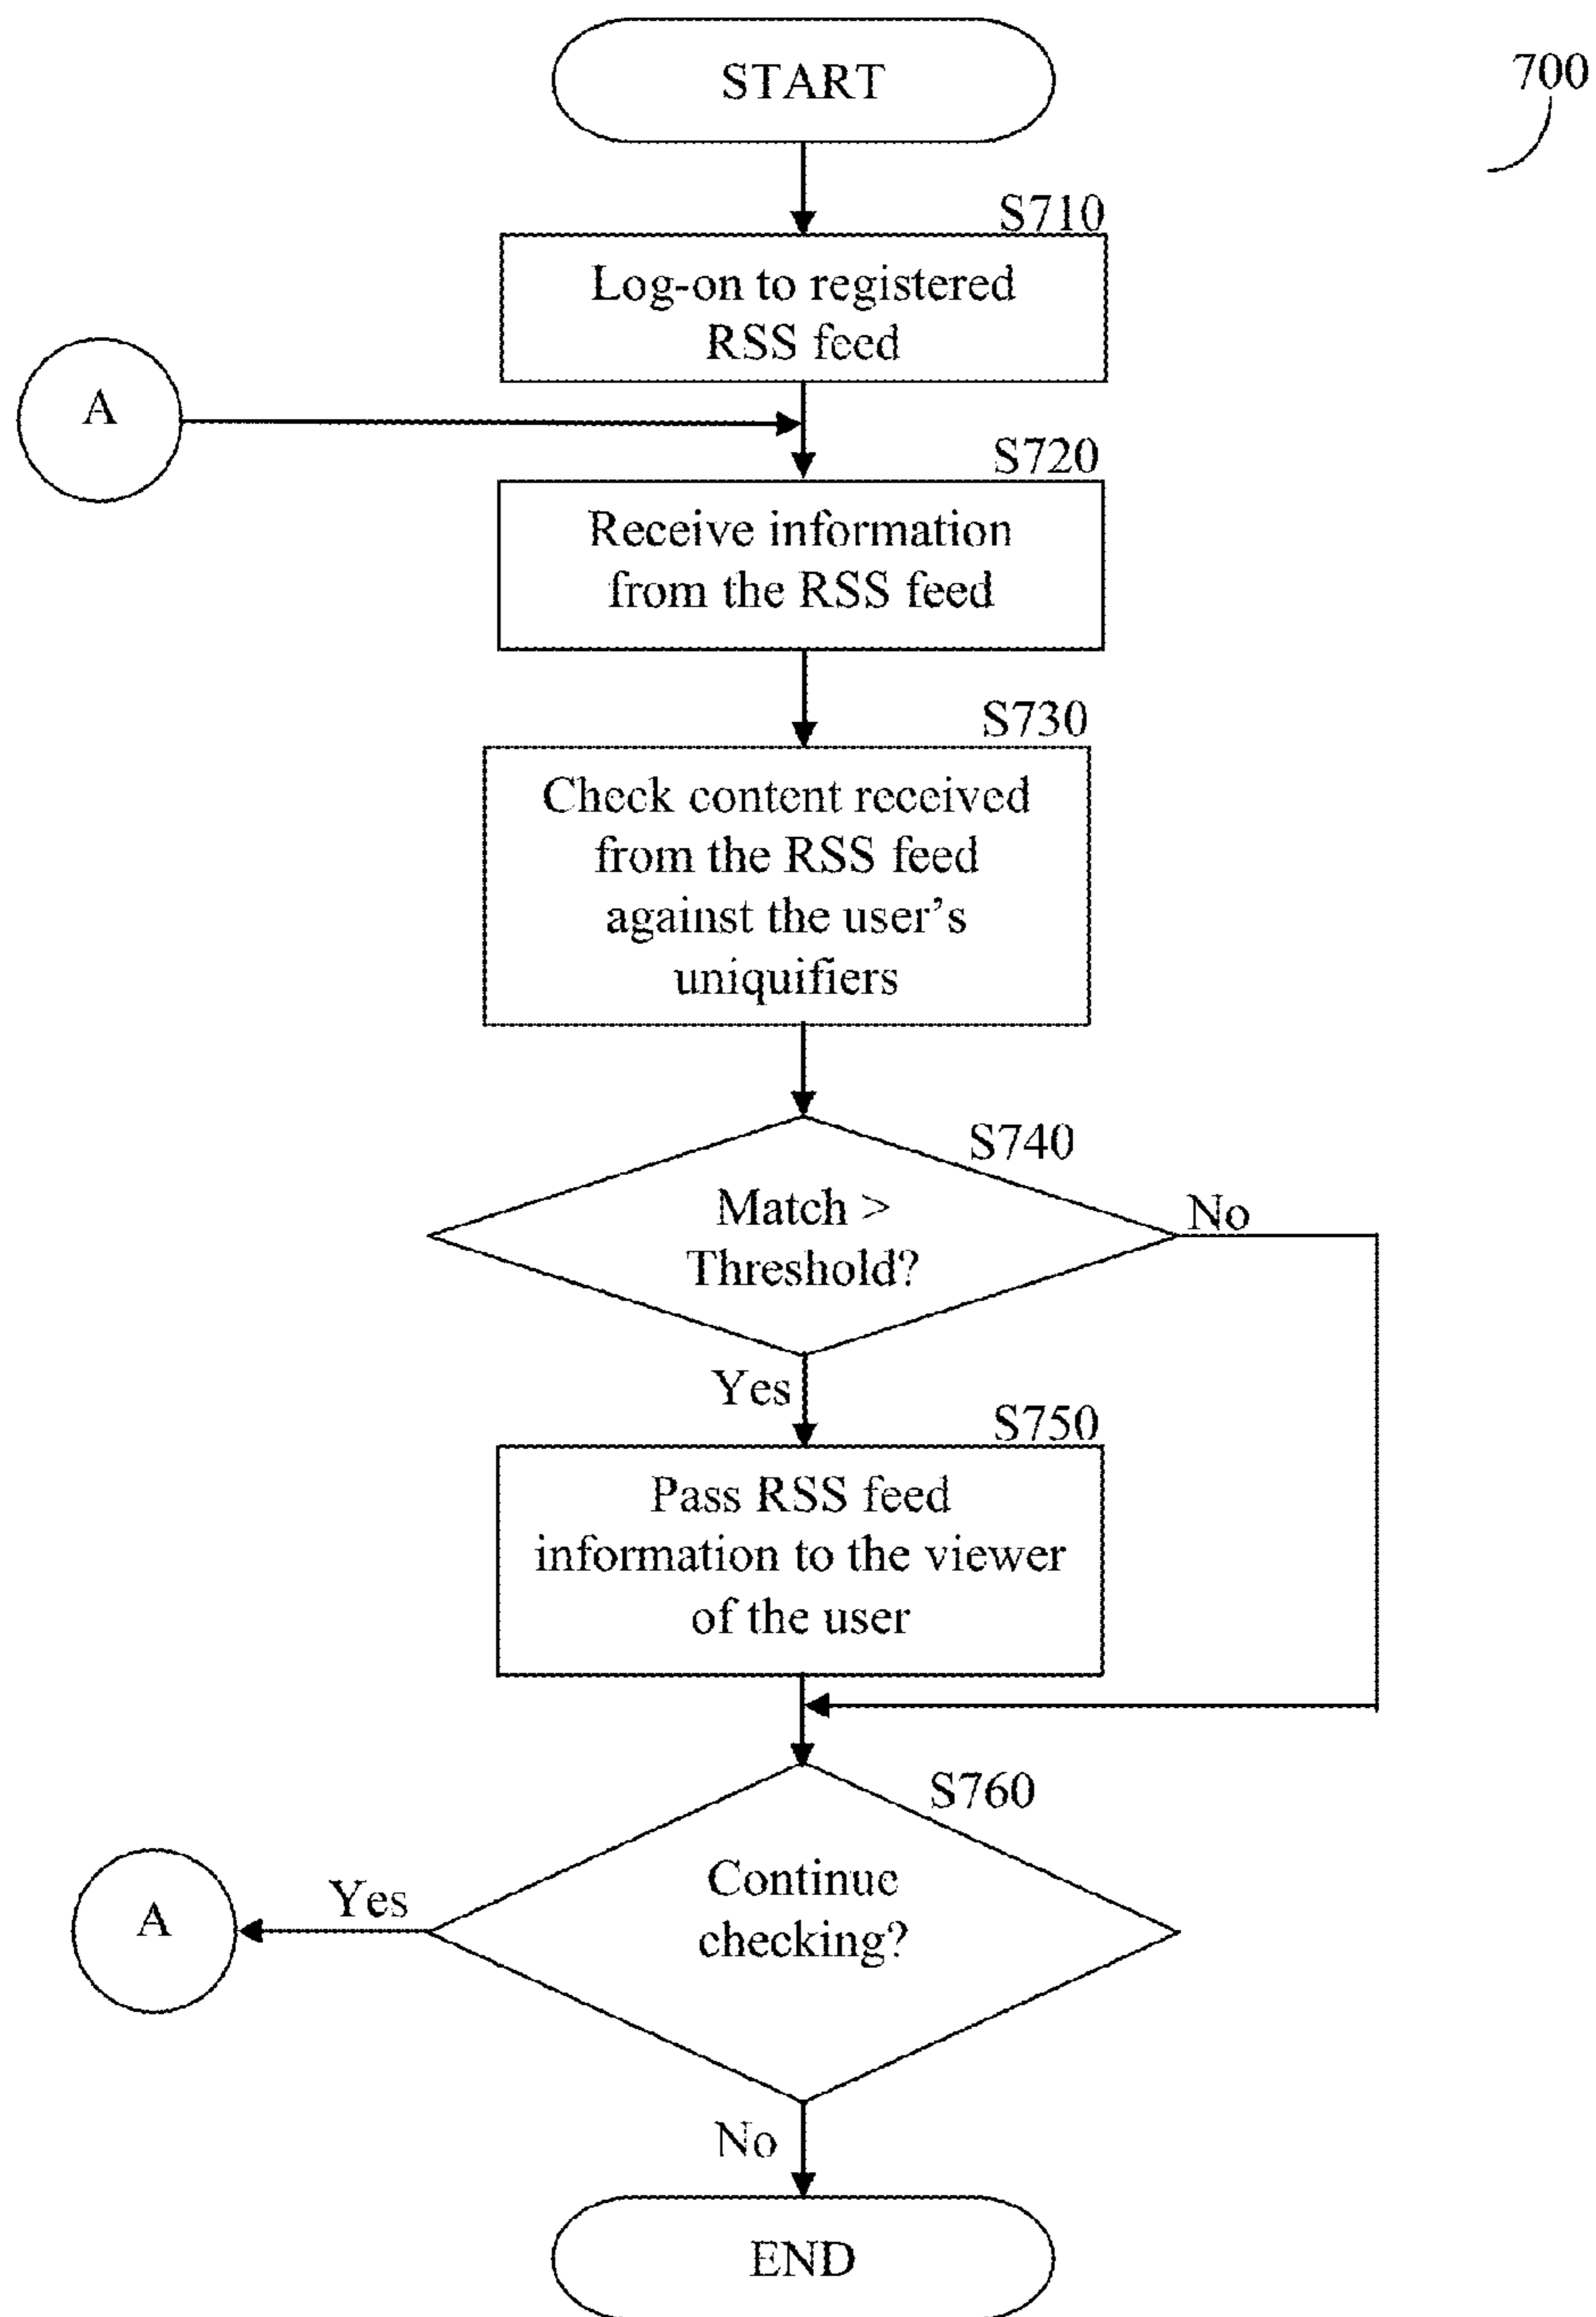 START
700
S710
Log-on to registered
RSS feed
A
S720
Receive information
from the RSS feed
S730
Check content received
from the RSS feed
against the user's
uniquifiers
S740
Match >
Threshold?
No
Yes
S750
Pass RSS feed
information to the viewer
of the user
S760
Continue
checking?
Yes
A
No
END